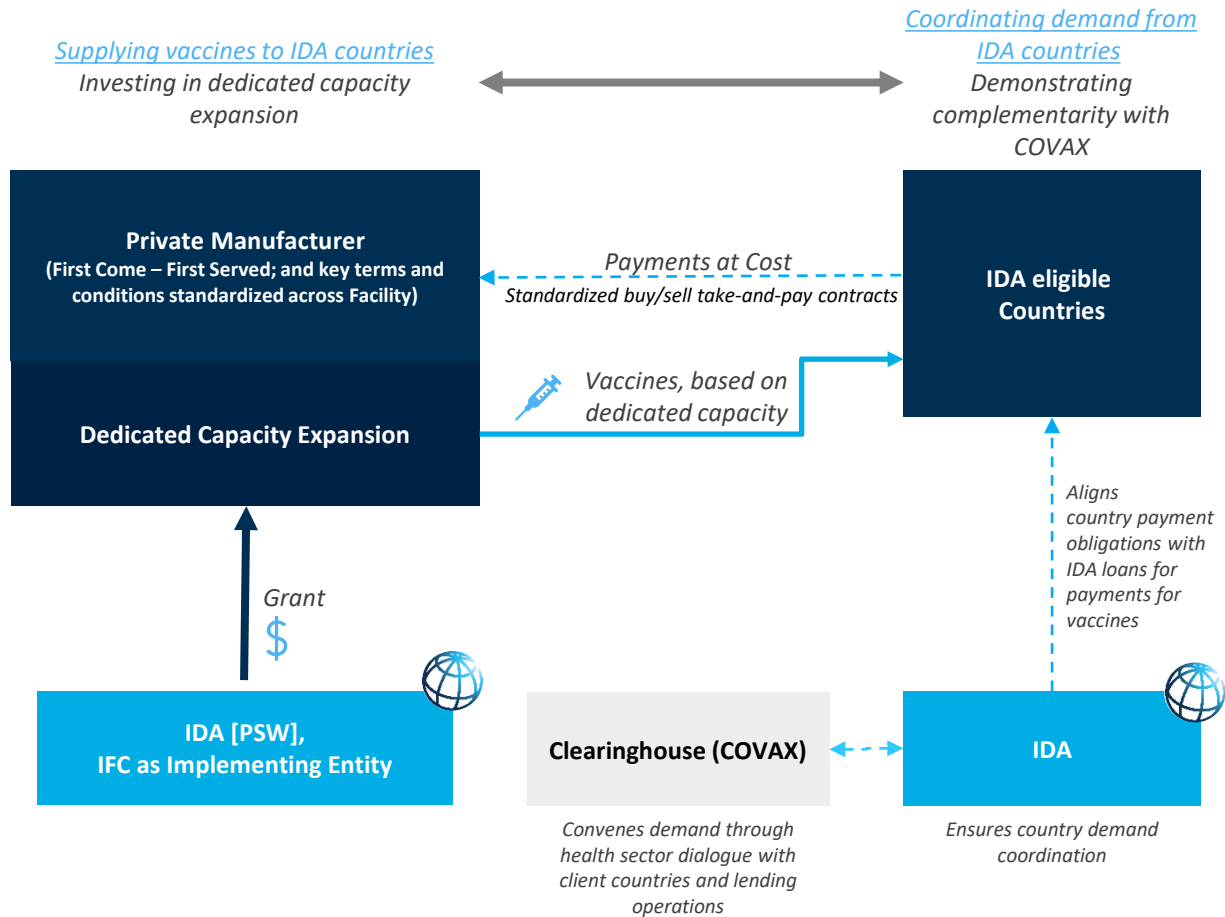 Supplying vaccines to IDA countries
Investing in dedicated capacity
expansion
Coordinating demand from
IDA countries
Demonstrating
complementarity with
COVAX
Private Manufacturer
(First Come – First Served; and key terms and
conditions standardized across Facility)
Payments at Cost
Standardized buy/sell take-and-pay contracts
IDA eligible
Countries
Vaccines, based on
dedicated capacity
Dedicated Capacity Expansion
Grant
$
Aligns
country payment
obligations with
IDA loans for
payments for
vaccines
IDA [PSW],
IFC as Implementing Entity
Clearinghouse (COVAX)
IDA
Convenes demand through
health sector dialogue with
client countries and lending
operations
Ensures country demand
coordination